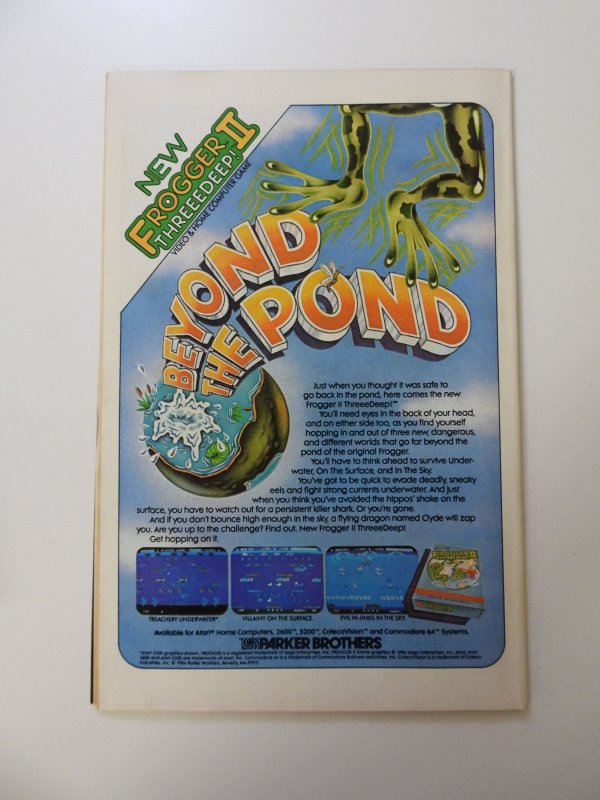 NEW
FROGGER II
THREEEDEEP!
VIDEO & HOME COMPUTER GAME
BEYOND
THE POND
Just when you thought it was safe to
go back in the pond, here comes the new
Frogger II ThreeeDeep!™
You'll need eyes in the back of your head,
and on either side too, as you find yourself
hopping in and out of three new, dangerous,
and different worlds that go far beyond the
pond of the original Frogger.
You'll have to think ahead to survive Under-
water, On The Surface, and In The Sky.
You've got to be quick to evade deadly, sneaky
eels and fight strong currents underwater. And just
when you think you've avoided the hippos' shake on the
surface, you have to watch out for a persistent killer shark. Or you're gone.
And if you don't bounce high enough in the sky, a flying dragon named Clyde will zap
you. Are you up to the challenge? Find out. New Frogger II ThreeeDeep!
Get hopping on it.
TREACHERY UNDERWATER.
VILLAINY ON THE SURFACE.
EVIL HI-JINKS IN THE SKY.
FROGGER II
Available for Atari® Home Computers, 2600™, 5200™, ColecoVision™ and Commodore 64™ Systems.
PARKER BROTHERS